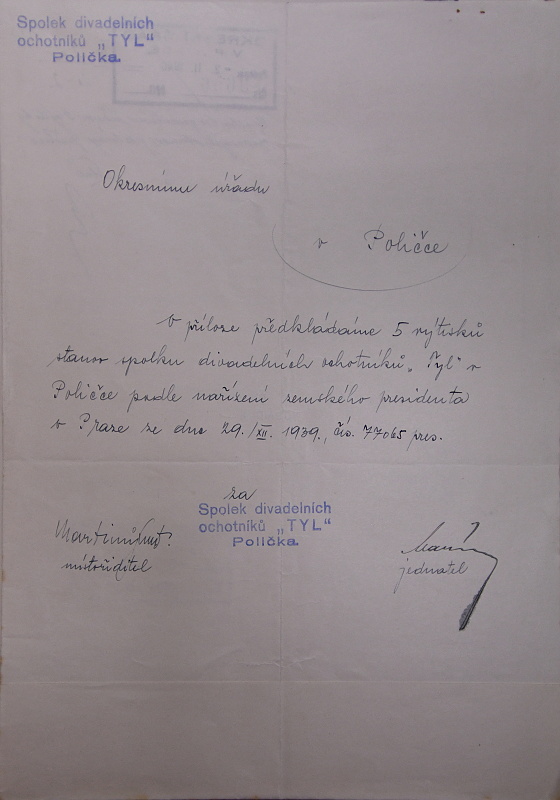 Spolek divadelních
ochotníků „TYL“
Polička.
Okresnímu úřadu
v Poličce
V příloze předkládáme 5 výtisků
stanov spolku divadelních ochotníků „Tyl“ v
Poličce podle nařízení zemského presidenta
v Praze ze dne 29./XII. 1939., čís. 77065 pres.
za
Spolek divadelních
ochotníků „TYL“
Polička.
místořiditel
jednatel